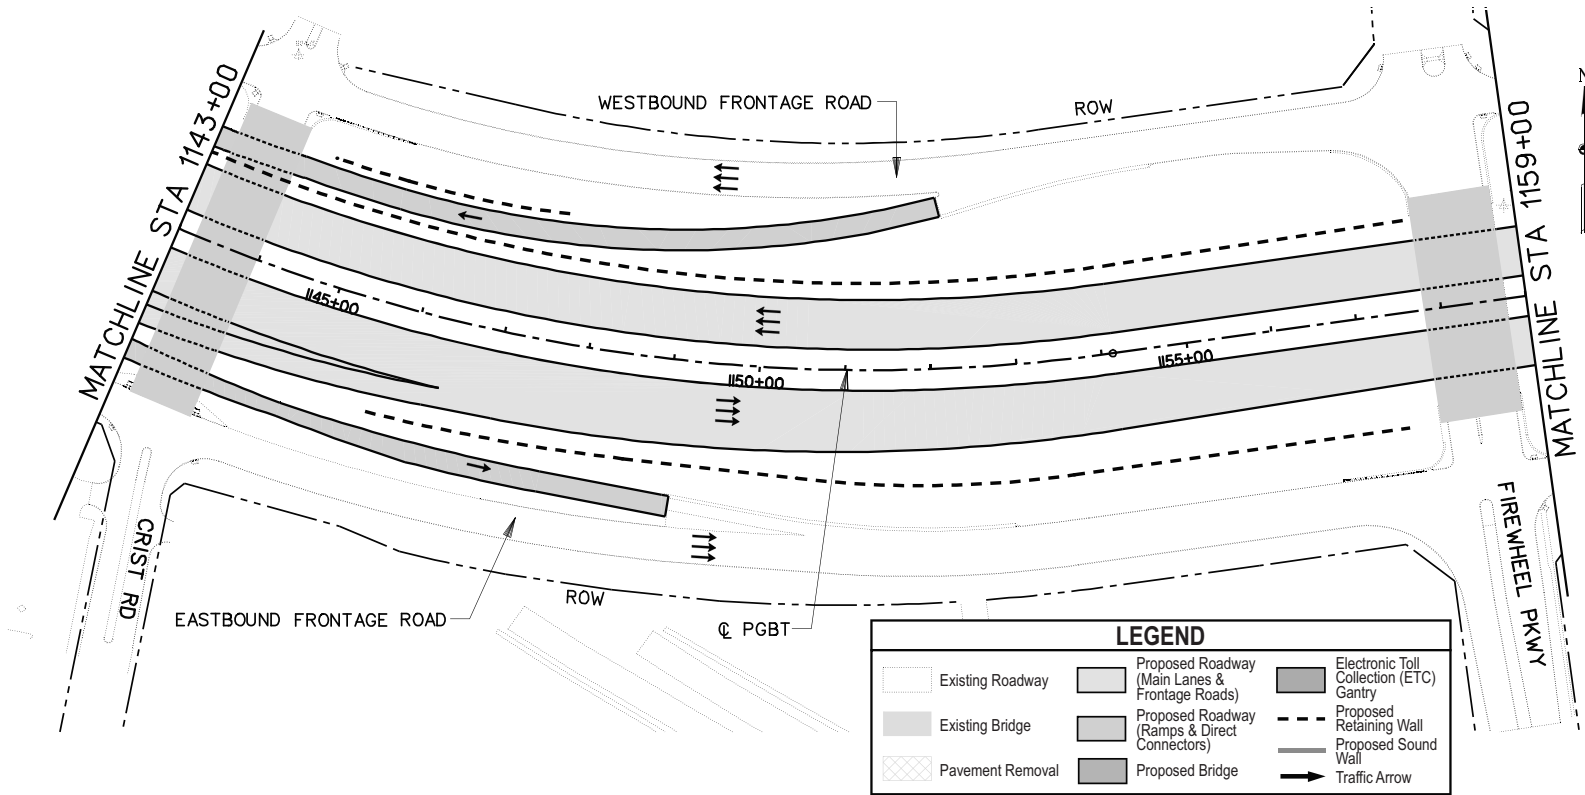 MATCHLINE STA 1143+00
WESTBOUND FRONTAGE ROAD
ROW
N
MATCHLINE STA 1159+00
1145+00
1150+00
1155+00
CRIST RD
EASTBOUND FRONTAGE ROAD
ROW
℄ PGBT
FIREWHEEL PKWY
LEGEND
Existing Roadway
Existing Bridge
Pavement Removal
Proposed Roadway
(Main Lanes &
Frontage Roads)
Proposed Roadway
(Ramps & Direct
Connectors)
Proposed Bridge
Electronic Toll
Collection (ETC)
Gantry
Proposed
Retaining Wall
Proposed Sound
Wall
Traffic Arrow